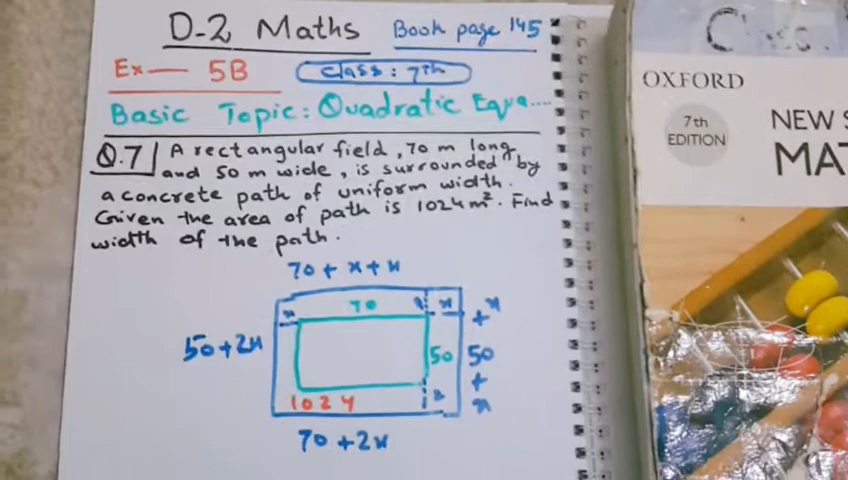 D-2 Maths
Book page 145
Ex — 5B
Class: 7th
Basic Topic: Quadratic Equa....
Q.7 A rectangular field, 70 m long
and 50 m wide, is surrounded by
a concrete path of uniform width.
Given the area of path is 1024 m². Find
width of the path.
70 + x + x
70
x
x
x
x
+
50 + 2x
50
50
+
x
x
1024
70 + 2x
Class
OXFORD
7th
EDITION
NEW S
MA